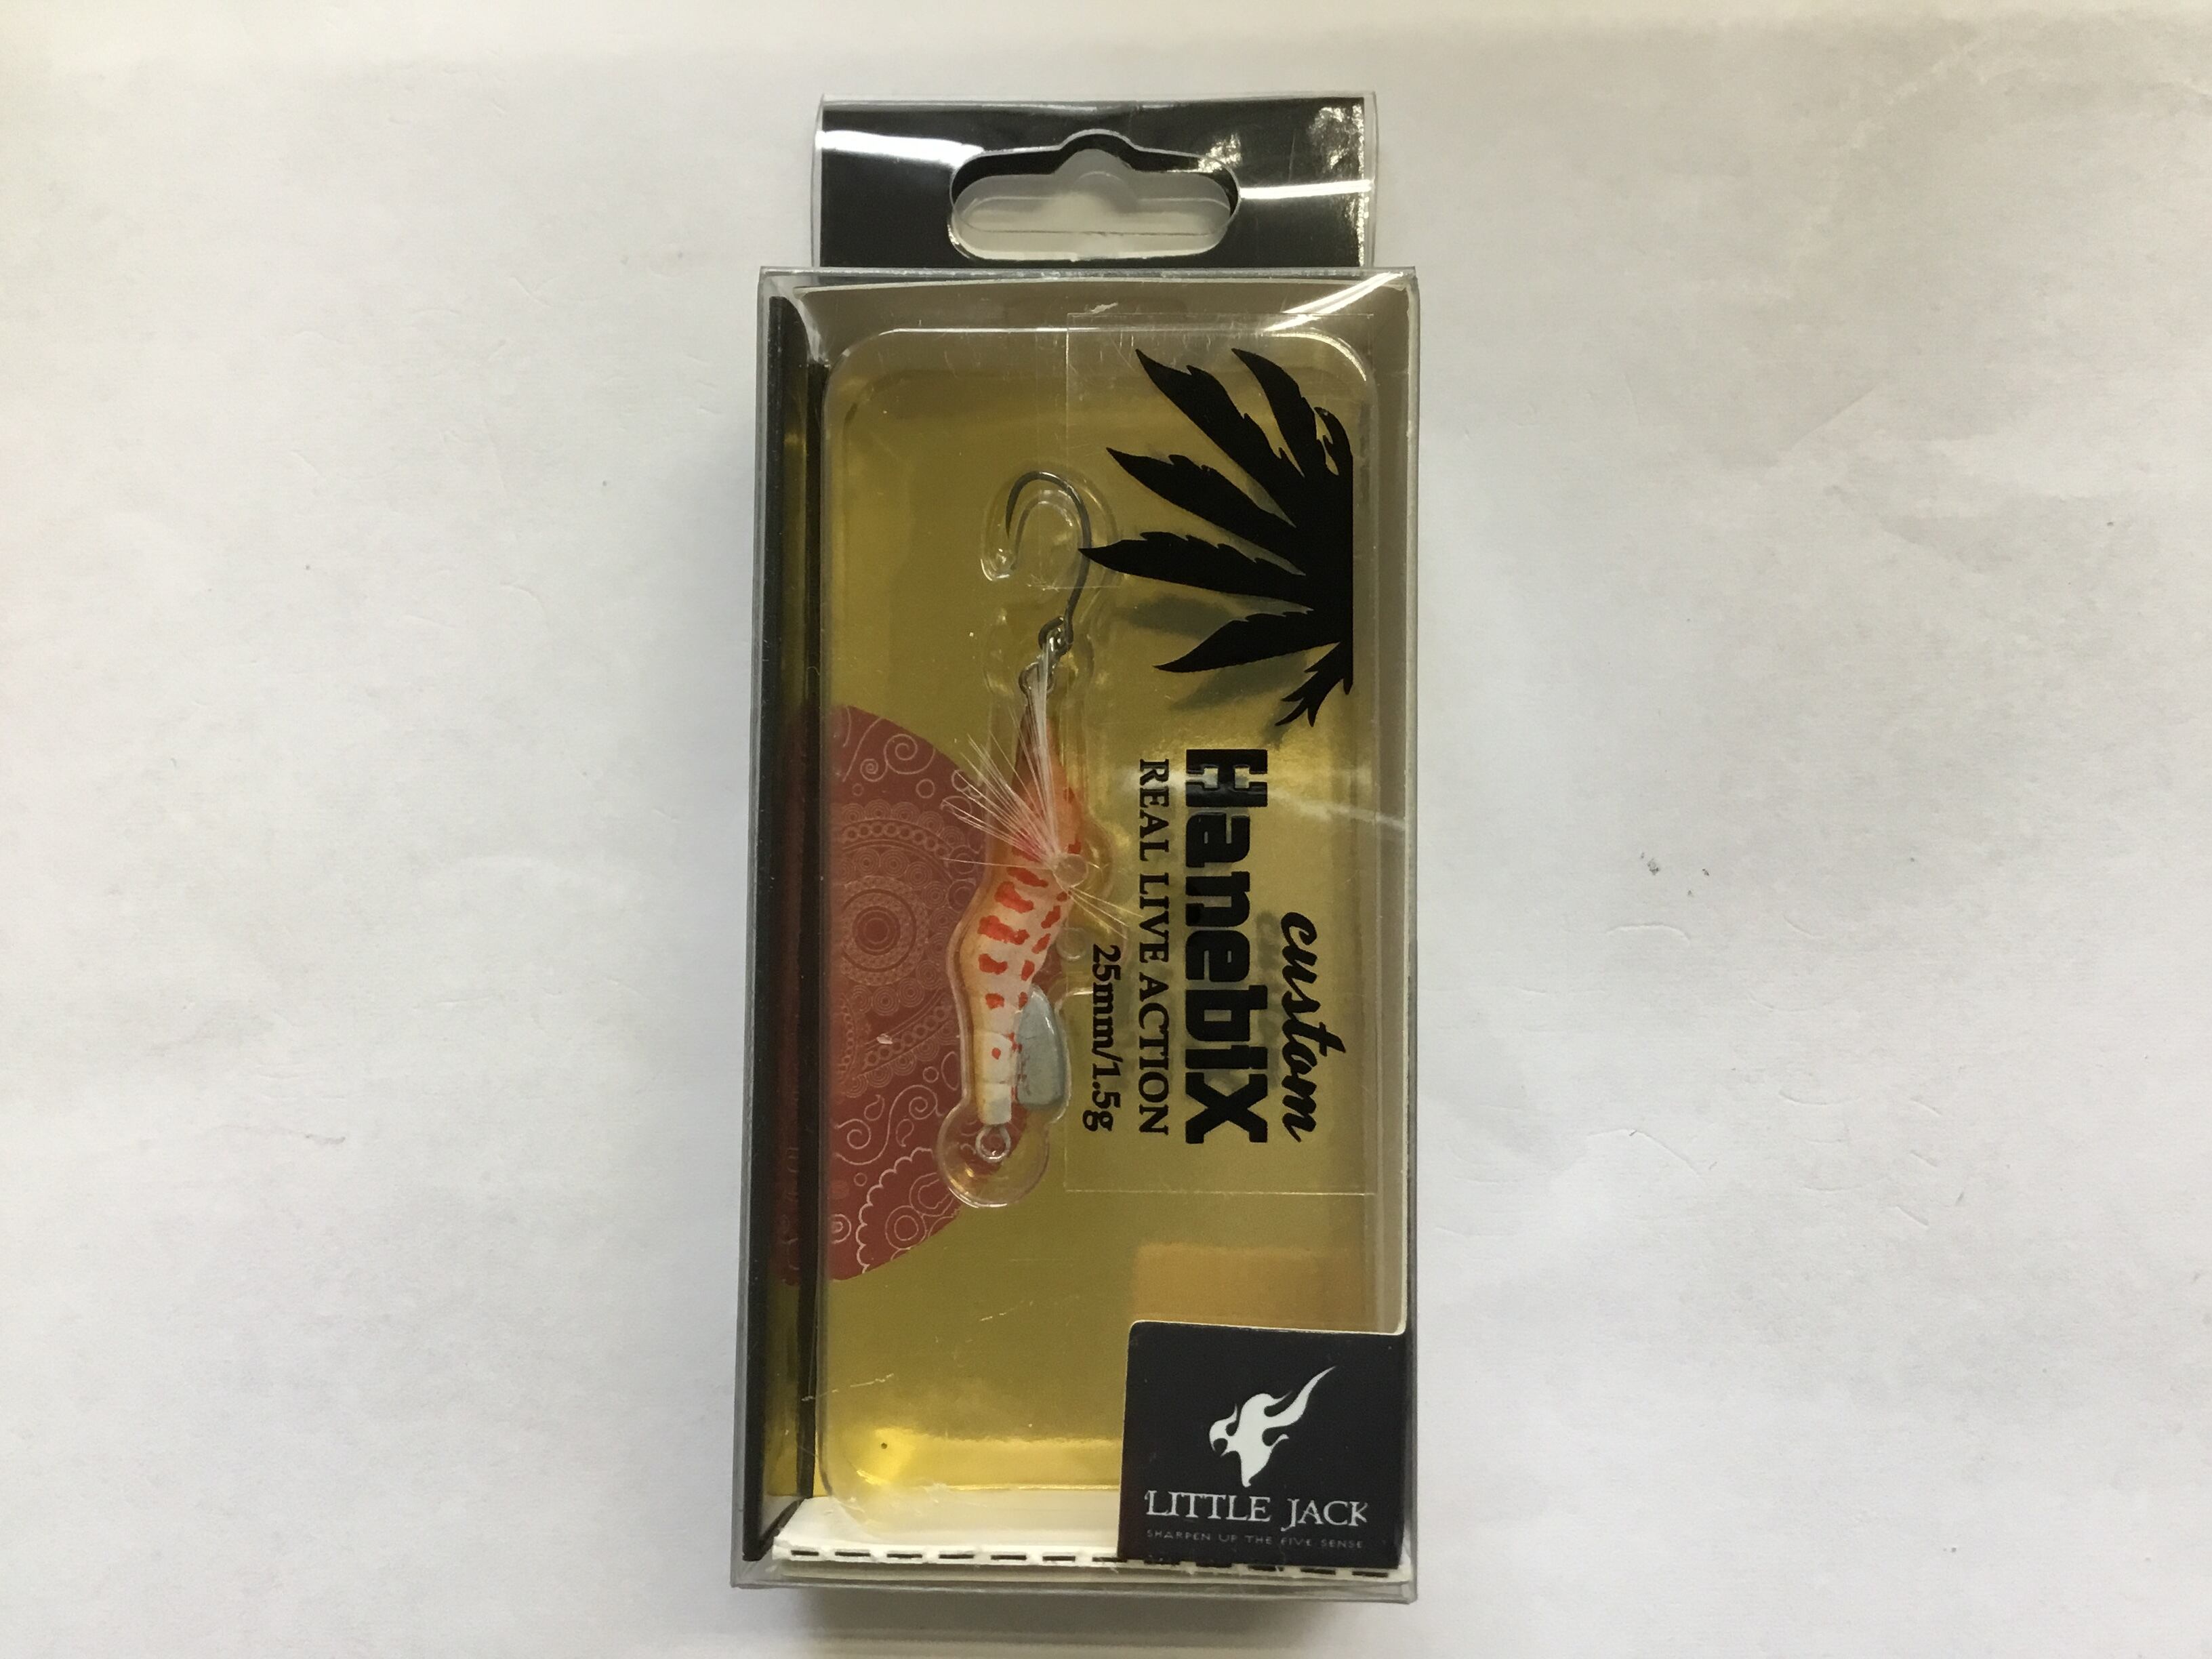 custom
HanebiX
REAL LIVE ACTION
25mm/1.5g
LITTLE JACK
SHARPEN UP THE FIVE SENSE